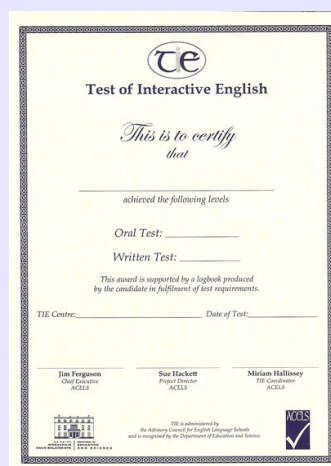 TiE
Test of Interactive English
This is to certify
that
achieved the following levels
Oral Test:
Written Test:
This award is supported by a logbook produced
by the candidate in fulfilment of test requirements.
TIE Centre: Date of Test:
Jim Ferguson Sue Hackett Miriam Hallissey
Chief Executive Project Director TIE Coordinator
ACELS ACELS ACELS
TIE is administered by
the Advisory Council for English Language Schools
and is recognised by the Department of Education and Science.
AND SCIENCE
ACELS